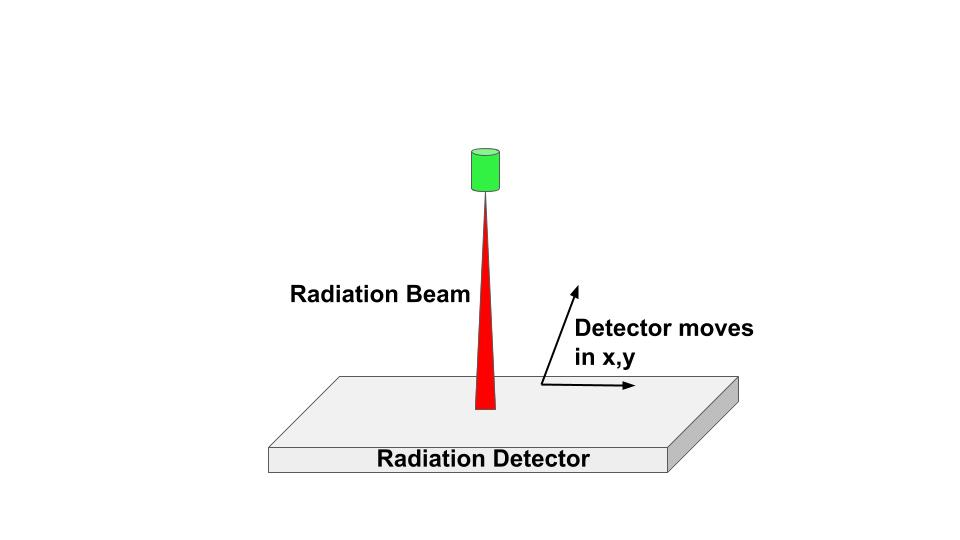 Radiation Beam
Detector moves
in x,y
Radiation Detector